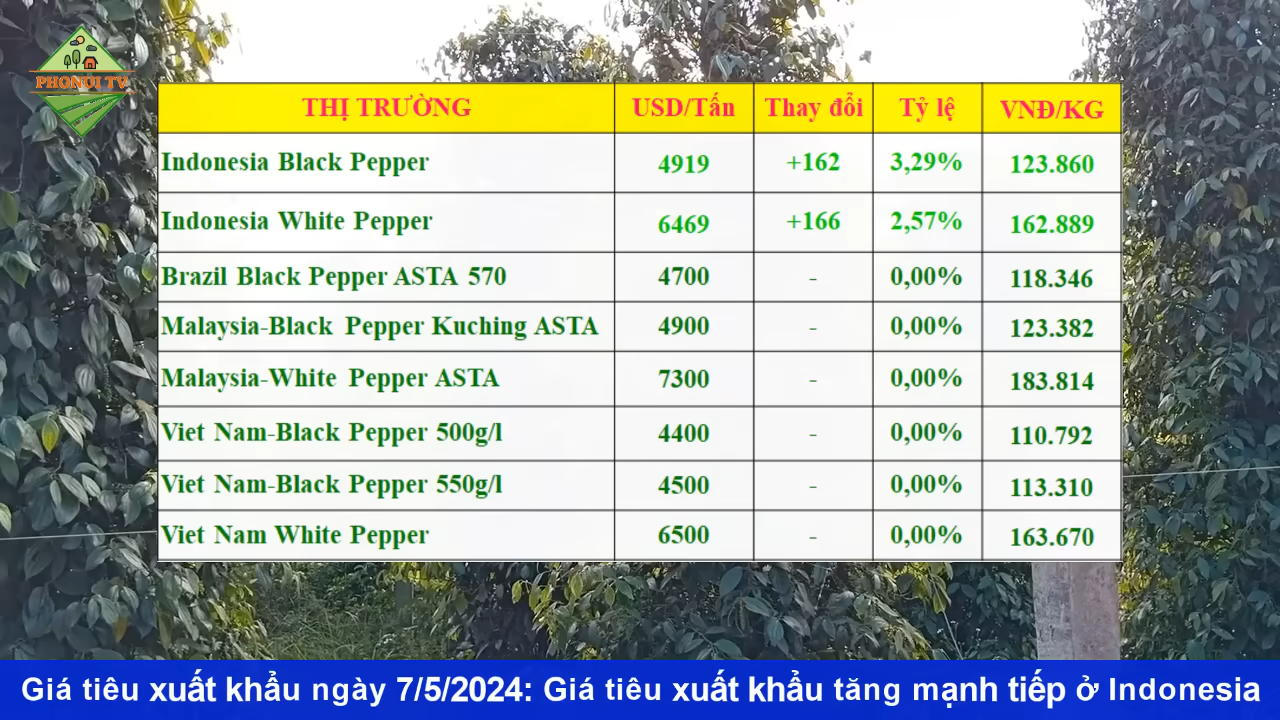 PHONUI TV
THỊ TRƯỜNG USD/Tấn Thay đổi Tỷ lệ VNĐ/KG
Indonesia Black Pepper 4919 +162 3,29% 123.860
Indonesia White Pepper 6469 +166 2,57% 162.889
Brazil Black Pepper ASTA 570 4700 - 0,00% 118.346
Malaysia-Black Pepper Kuching ASTA 4900 - 0,00% 123.382
Malaysia-White Pepper ASTA 7300 - 0,00% 183.814
Viet Nam-Black Pepper 500g/l 4400 - 0,00% 110.792
Viet Nam-Black Pepper 550g/l 4500 - 0,00% 113.310
Viet Nam White Pepper 6500 - 0,00% 163.670
Giá tiêu xuất khẩu ngày 7/5/2024: Giá tiêu xuất khẩu tăng mạnh tiếp ở Indonesia